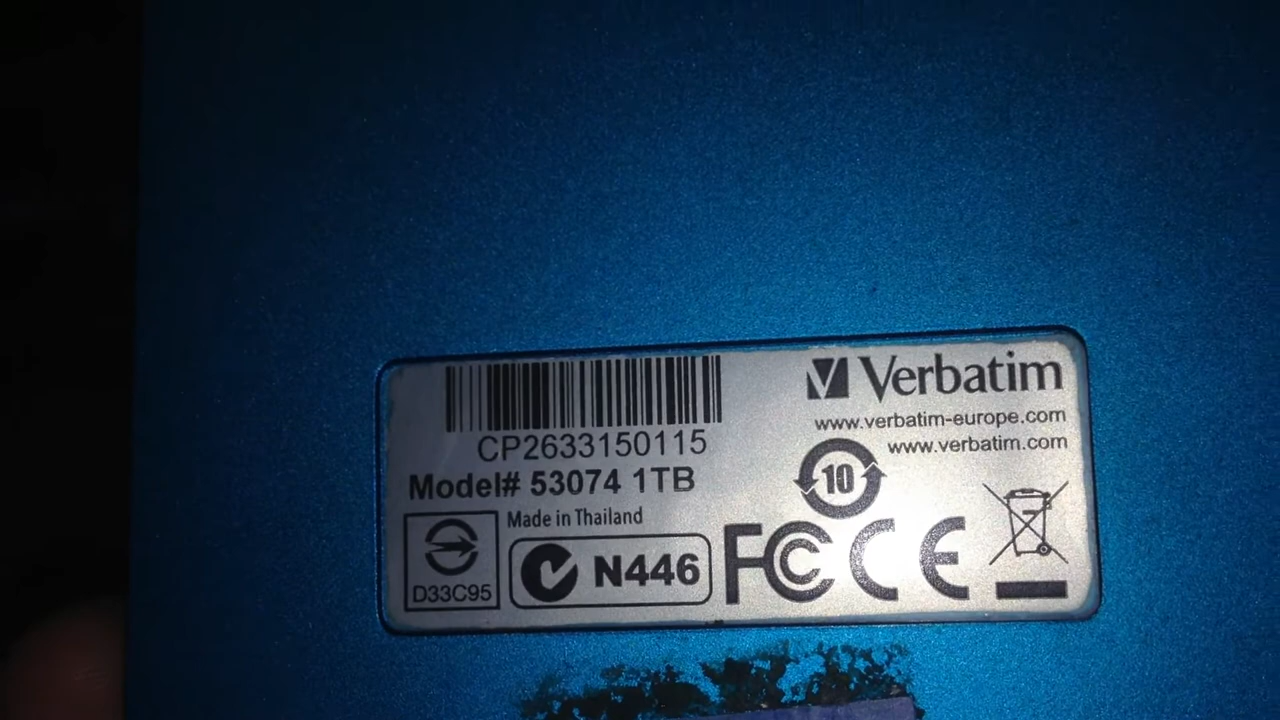 CP2633150115
Model# 53074 1TB
Made in Thailand
D33C95
N446
Verbatim
www.verbatim-europe.com
www.verbatim.com
10
FC CE